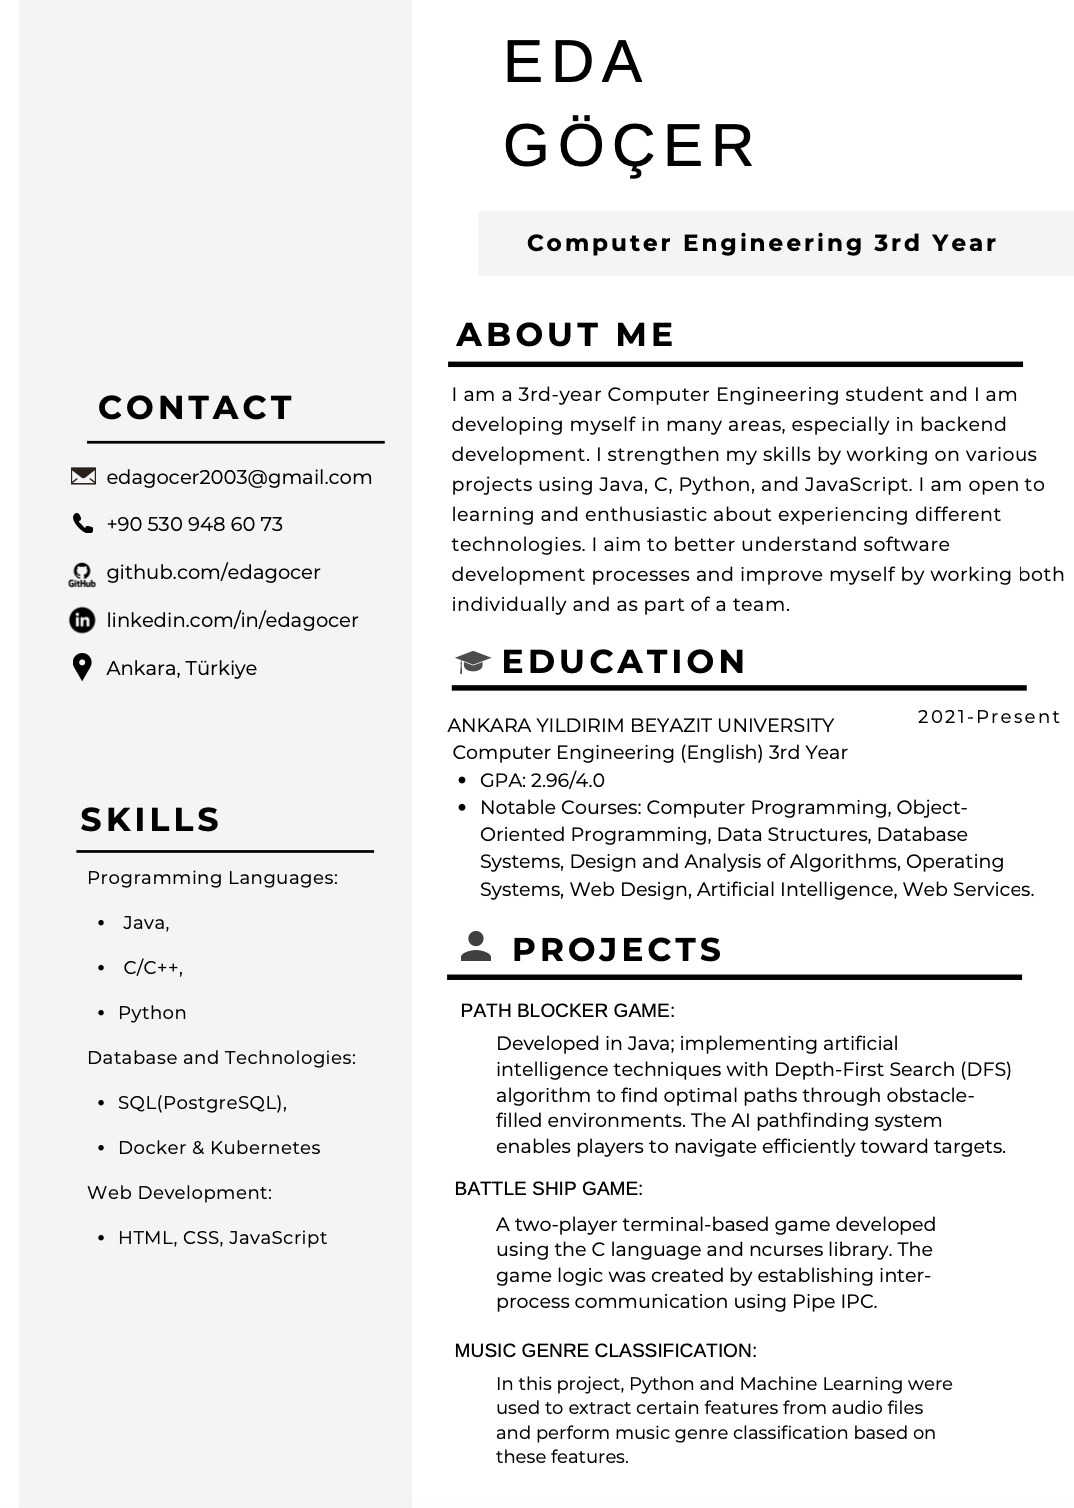 EDA
GÖÇER
Computer Engineering 3rd Year
CONTACT
edagocer2003@gmail.com
+90 530 948 60 73
GitHub
github.com/edagocer
in
linkedin.com/in/edagocer
Ankara, Türkiye
SKILLS
Programming Languages:
• Java,
• C/C++,
• Python
Database and Technologies:
• SQL(PostgreSQL),
• Docker & Kubernetes
Web Development:
• HTML, CSS, JavaScript
ABOUT ME
I am a 3rd-year Computer Engineering student and I am
developing myself in many areas, especially in backend
development. I strengthen my skills by working on various
projects using Java, C, Python, and JavaScript. I am open to
learning and enthusiastic about experiencing different
technologies. I aim to better understand software
development processes and improve myself by working both
individually and as part of a team.
EDUCATION
2021-Present
ANKARA YILDIRIM BEYAZIT UNIVERSITY
Computer Engineering (English) 3rd Year
• GPA: 2.96/4.0
• Notable Courses: Computer Programming, Object-
Oriented Programming, Data Structures, Database
Systems, Design and Analysis of Algorithms, Operating
Systems, Web Design, Artificial Intelligence, Web Services.
PROJECTS
PATH BLOCKER GAME:
Developed in Java; implementing artificial
intelligence techniques with Depth-First Search (DFS)
algorithm to find optimal paths through obstacle-
filled environments. The AI pathfinding system
enables players to navigate efficiently toward targets.
BATTLE SHIP GAME:
A two-player terminal-based game developed
using the C language and ncurses library. The
game logic was created by establishing inter-
process communication using Pipe IPC.
MUSIC GENRE CLASSIFICATION:
In this project, Python and Machine Learning were
used to extract certain features from audio files
and perform music genre classification based on
these features.